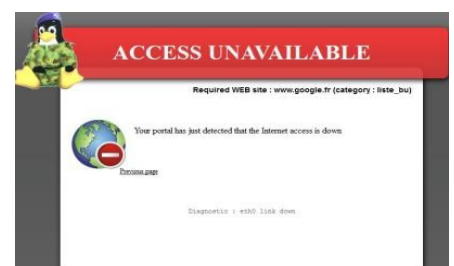 ACCESS UNAVAILABLE
Required WEB site : www.google.fr (category : liste_bu)
Your portal has just detected that the Internet access is down
Previous page
Diagnostic : eth0 link down